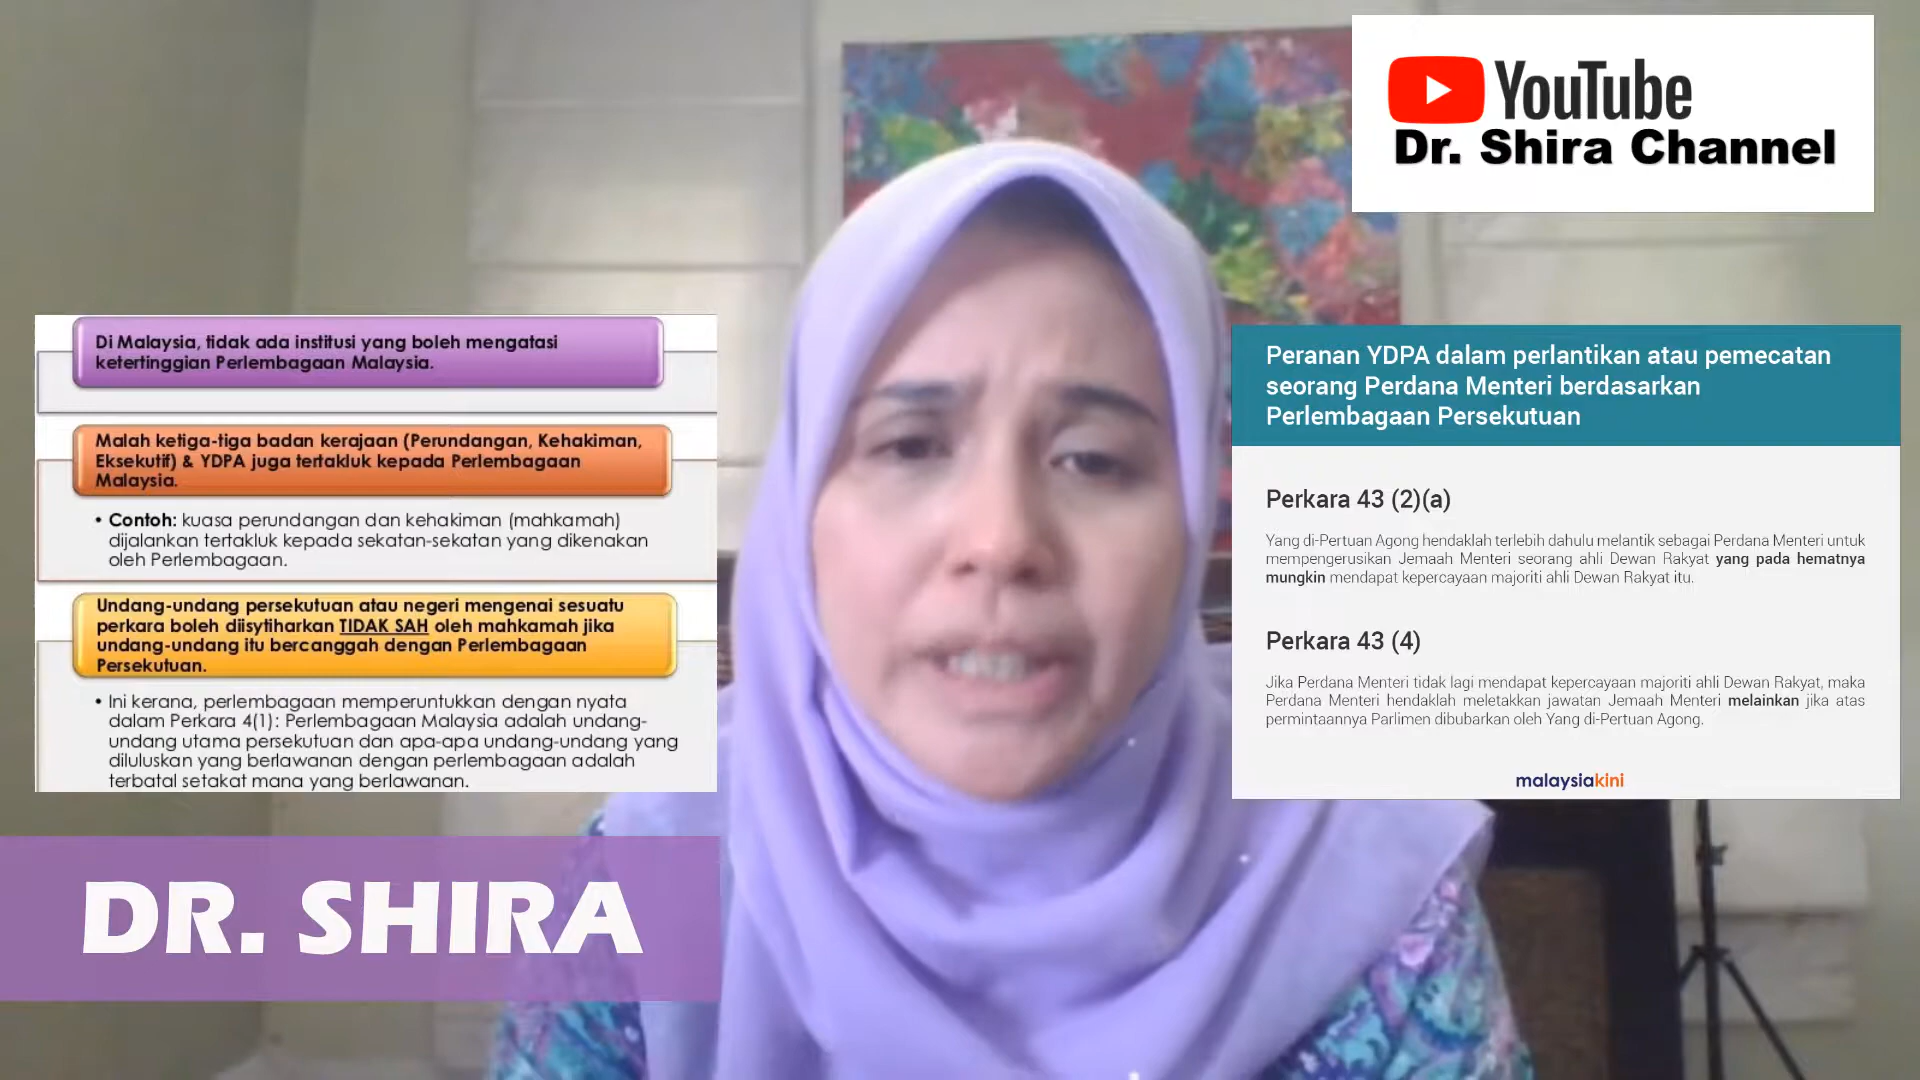 YouTube
Dr. Shira Channel
Di Malaysia, tidak ada institusi yang boleh mengatasi
ketertinggian Perlembagaan Malaysia.
Malah ketiga-tiga badan kerajaan (Perundangan, Kehakiman,
Eksekutif) & YDPA juga tertakluk kepada Perlembagaan
Malaysia.
• Contoh: kuasa perundangan dan kehakiman (mahkamah)
dijalankan tertakluk kepada sekatan-sekatan yang dikenakan
oleh Perlembagaan.
Undang-undang persekutuan atau negeri mengenai sesuatu
perkara boleh diisytiharkan TIDAK SAH oleh mahkamah jika
undang-undang itu bercanggah dengan Perlembagaan
Persekutuan.
• Ini kerana, perlembagaan memperuntukkan dengan nyata
dalam Perkara 4(1): Perlembagaan Malaysia adalah undang-
undang utama persekutuan dan apa-apa undang-undang yang
diluluskan yang berlawanan dengan perlembagaan adalah
terbatal setakat mana yang berlawanan.
Peranan YDPA dalam perlantikan atau pemecatan
seorang Perdana Menteri berdasarkan
Perlembagaan Persekutuan
Perkara 43 (2)(a)
Yang di-Pertuan Agong hendaklah terlebih dahulu melantik sebagai Perdana Menteri untuk
mempengerusikan Jemaah Menteri seorang ahli Dewan Rakyat yang pada hematnya
mungkin mendapat kepercayaan majoriti ahli Dewan Rakyat itu.
Perkara 43 (4)
Jika Perdana Menteri tidak lagi mendapat kepercayaan majoriti ahli Dewan Rakyat, maka
Perdana Menteri hendaklah meletakkan jawatan Jemaah Menteri melainkan jika atas
permintaannya Parlimen dibubarkan oleh Yang di-Pertuan Agong.
malaysiakini
DR. SHIRA